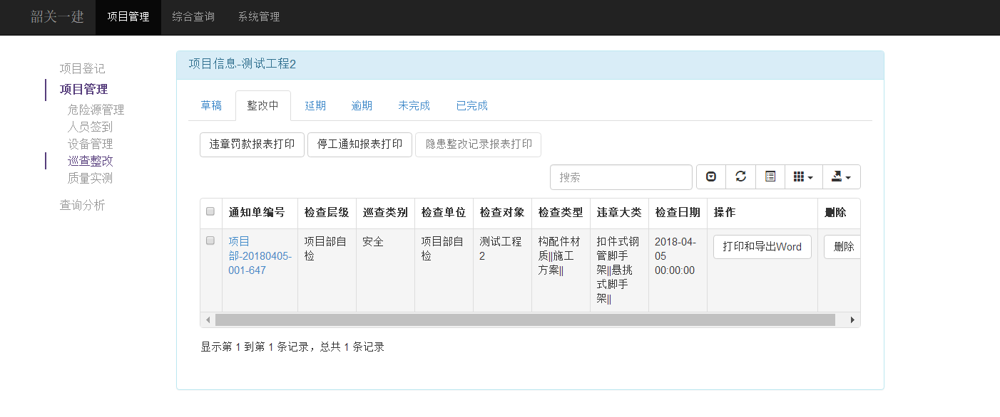 韶关一建 项目管理 综合查询 系统管理
项目登记
项目管理
危险源管理
人员签到
设备管理
巡查整改
质量实测
查询分析
项目信息-测试工程2
草稿 整改中 延期 逾期 未完成 已完成
违章罚款报表打印 停工通知报表打印 隐患整改记录报表打印
搜索
通知单编号 检查层级 巡查类别 检查单位 检查对象 检查类型 违章大类 检查日期 操作 删除
项目
部-20180405-
001-647
项目部自
检
安全
项目部自
检
测试工程
2
构配件材
质||施工
方案||
扣件式钢
管脚手
架||悬挑
式脚手
架||
2018-04-
05
00:00:00
打印和导出Word
删除
显示第 1 到第 1 条记录，总共 1 条记录